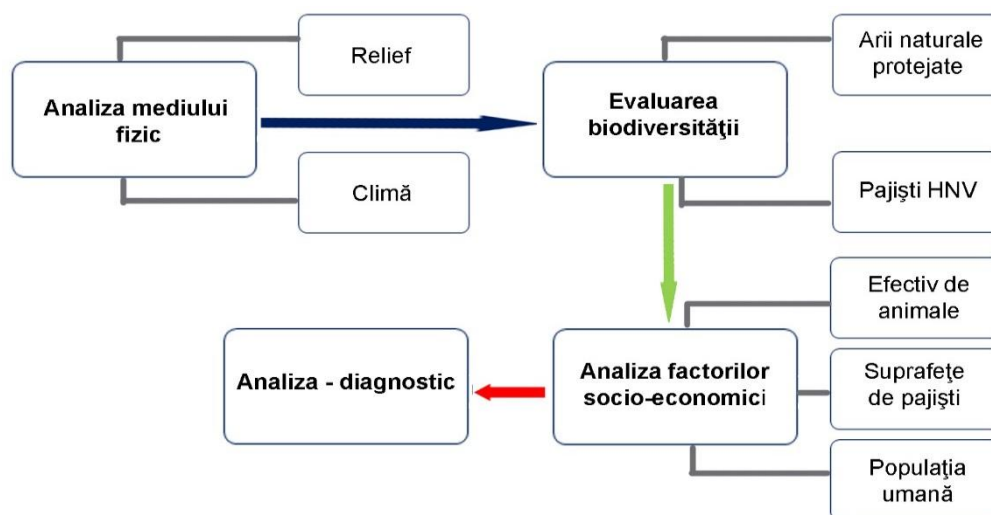 Relief
Analiza mediului
fizic
Climă
Evaluarea
biodiversităţii
Arii naturale
protejate
Pajişti HNV
Efectiv de
animale
Analiza - diagnostic
Analiza factorilor
socio-economici
Suprafeţe
de pajişti
Populaţia
umană